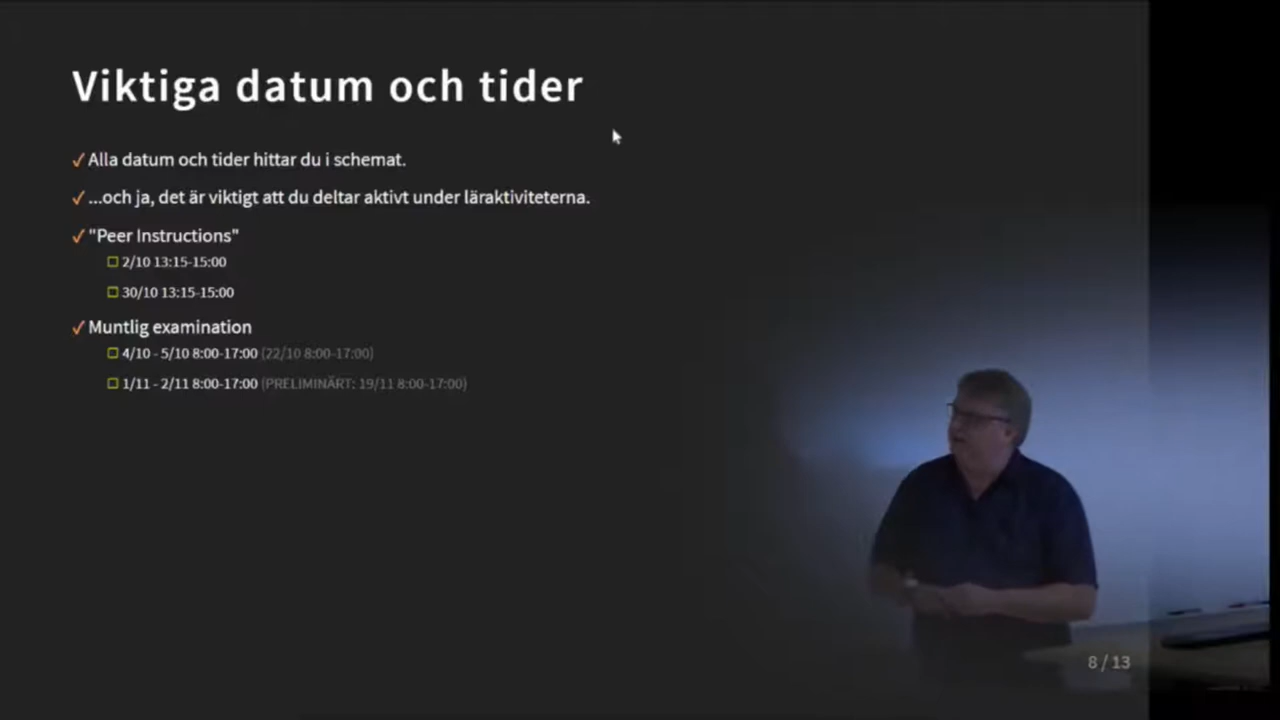 Viktiga datum och tider
✓ Alla datum och tider hittar du i schemat.
✓ ...och ja, det är viktigt att du deltar aktivt under läraktiviteterna.
✓ "Peer Instructions"
☐ 2/10 13:15-15:00
☐ 30/10 13:15-15:00
✓ Muntlig examination
☐ 4/10 - 5/10 8:00-17:00 (22/10 8:00-17:00)
☐ 1/11 - 2/11 8:00-17:00 (PRELIMINÄRT: 19/11 8:00-17:00)
8 / 13